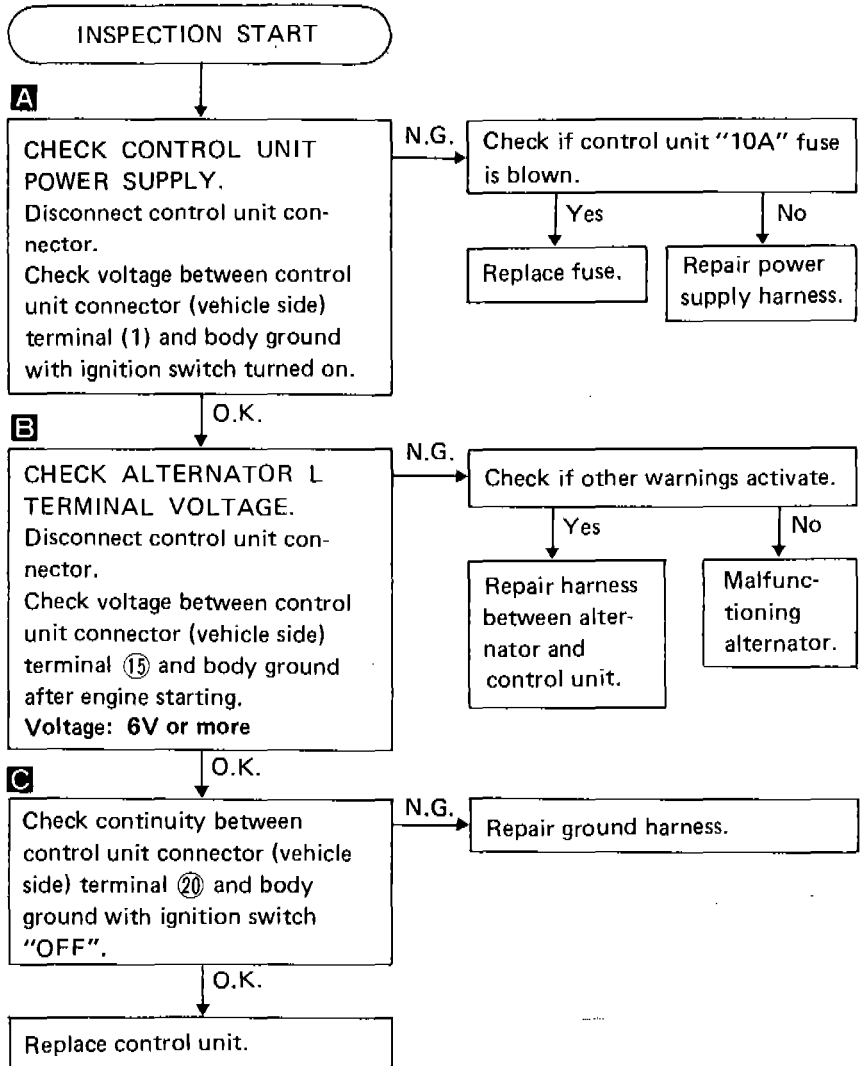 INSPECTION START
A
CHECK CONTROL UNIT
POWER SUPPLY.
Disconnect control unit con-
nector.
Check voltage between control
unit connector (vehicle side)
terminal (1) and body ground
with ignition switch turned on.
N.G.
Check if control unit "10A" fuse
is blown.
Yes
No
Replace fuse.
Repair power
supply harness.
O.K.
B
CHECK ALTERNATOR L
TERMINAL VOLTAGE.
Disconnect control unit con-
nector.
Check voltage between control
unit connector (vehicle side)
terminal ⑮ and body ground
after engine starting.
Voltage: 6V or more
N.G.
Check if other warnings activate.
Yes
No
Repair harness
between alter-
nator and
control unit.
Malfunc-
tioning
alternator.
O.K.
C
Check continuity between
control unit connector (vehicle
side) terminal ⑳ and body
ground with ignition switch
"OFF".
N.G.
Repair ground harness.
O.K.
Replace control unit.